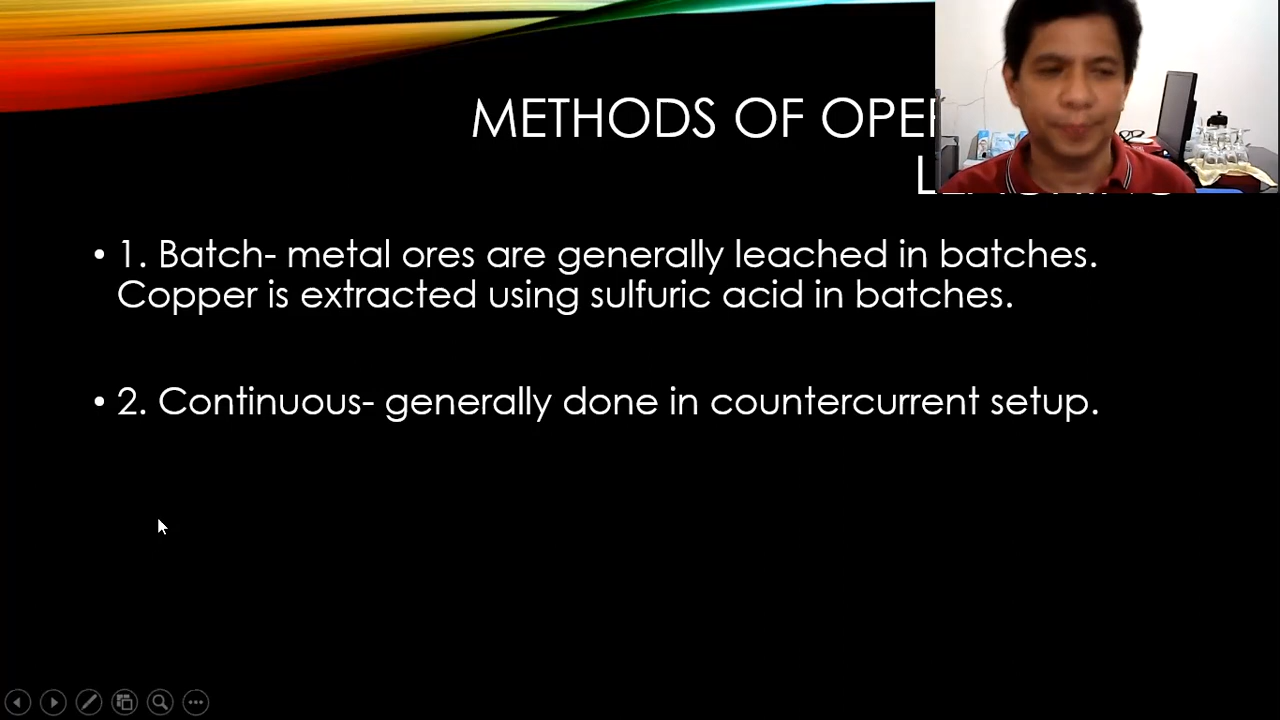 METHODS OF
• 1. Batch- metal ores are generally leached in batches.
Copper is extracted using sulfuric acid in batches.
• 2. Continuous- generally done in countercurrent setup.